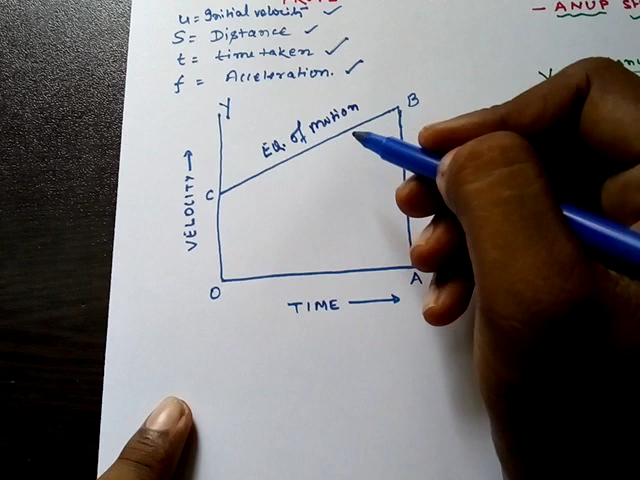 u = Initial velocity ✓
- ANUP
S = Distance ✓
t = time taken ✓
f = Acceleration. ✓
Y
Y
B
Eq. of motion
C
VELOCITY →
O
A
TIME →